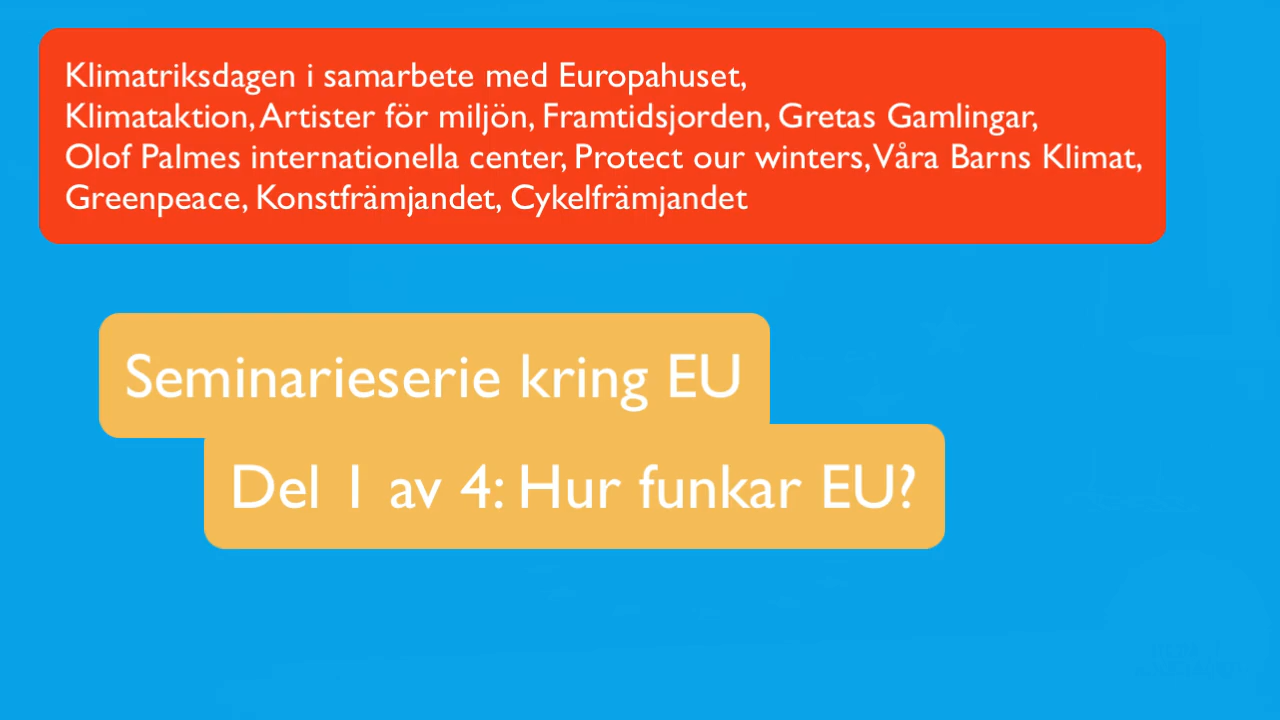 Klimatriksdagen i samarbete med Europahuset,
Klimataktion, Artister för miljön, Framtidsjorden, Gretas Gamlingar,
Olof Palmes internationella center, Protect our winters, Våra Barns Klimat,
Greenpeace, Konstfrämjandet, Cykelfrämjandet
Seminarieserie kring EU
Del 1 av 4: Hur funkar EU?